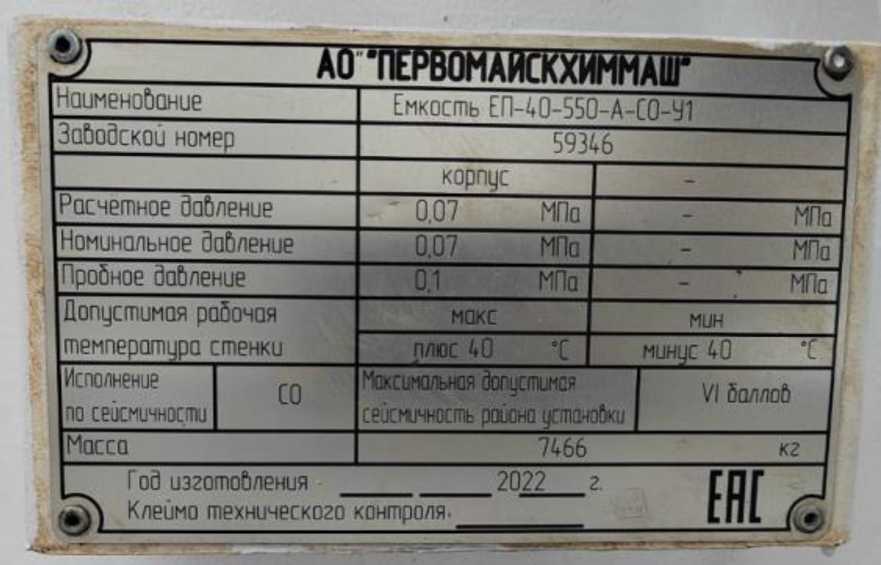 АО "ПЕРВОМАЙСКХИММАШ"
Наименование Емкость ЕП-40-550-А-СО-У1
Заводской номер 59346
корпус -
Расчетное давление 0,07 МПа - МПа
Номинальное давление 0,07 МПа - МПа
Пробное давление 0,1 МПа - МПа
Допустимая рабочая макс мин
температура стенки плюс 40 °С минус 40 °С
Исполнение СО Максимальная допустимая VI баллов
по сейсмичности сейсмичность района установки
Масса 7466 кг
Год изготовления 2022 г.
Клеймо технического контроля
ЕАС